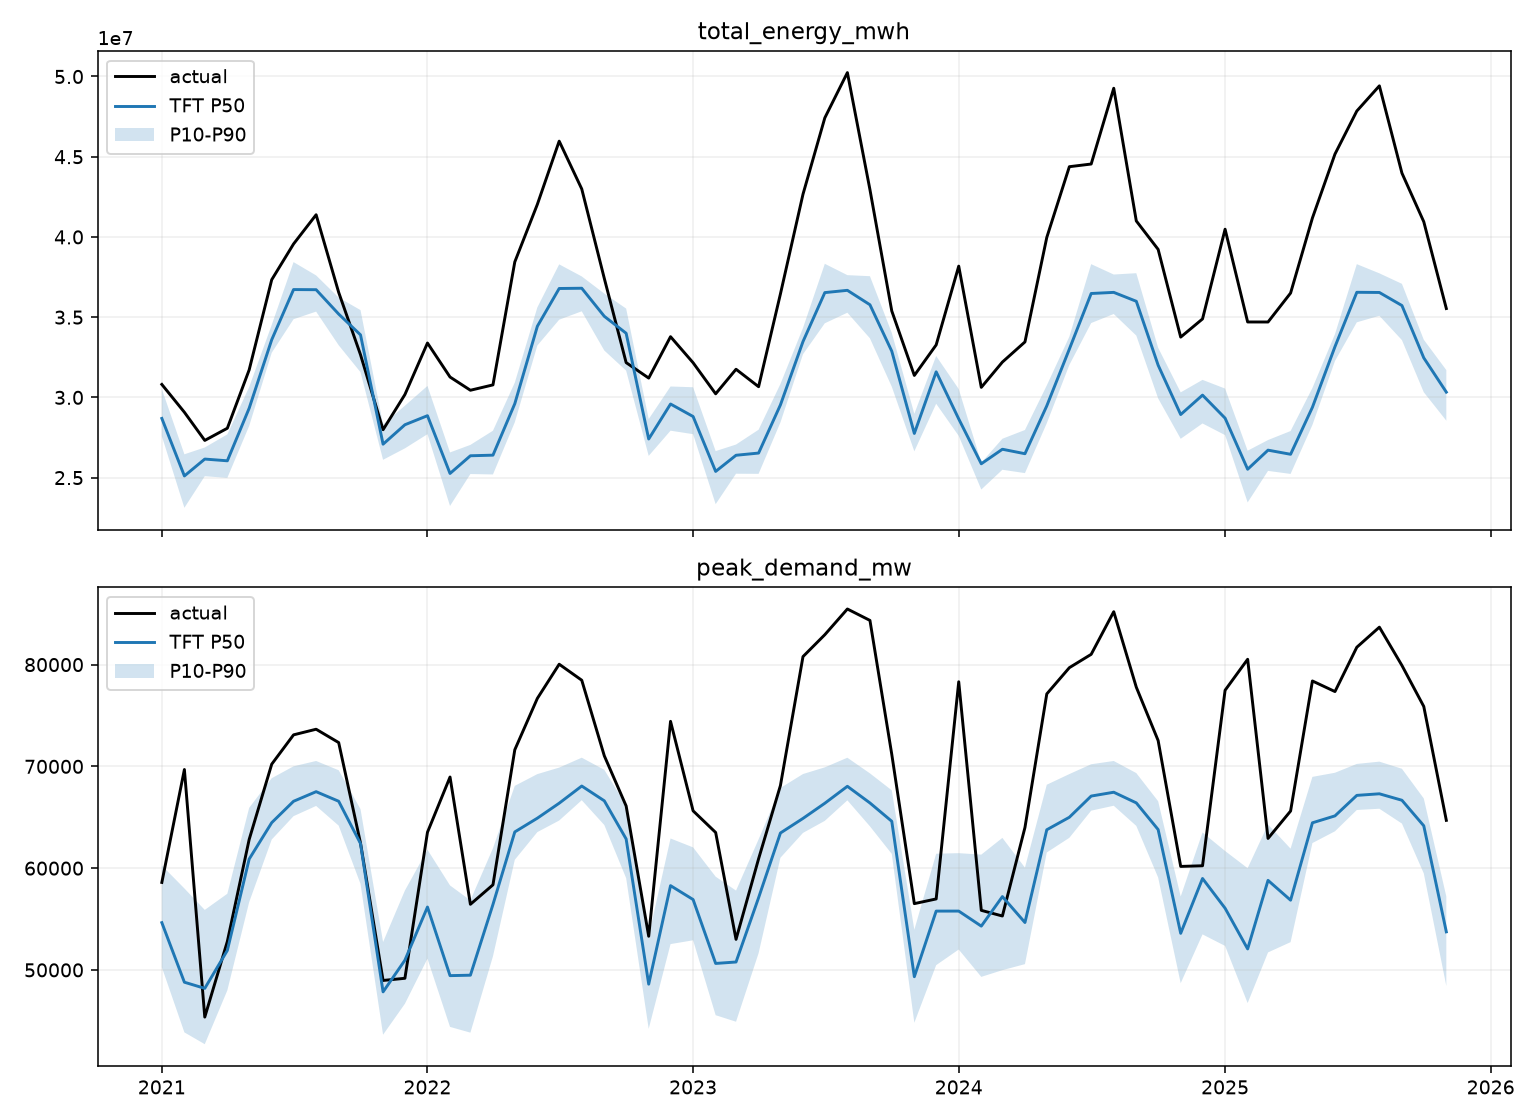 total_energy_mwh
1e7
actual
TFT P50
P10-P90
5.0
4.5
4.0
3.5
3.0
2.5
peak_demand_mw
actual
TFT P50
P10-P90
80000
70000
60000
50000
2021 2022 2023 2024 2025 2026